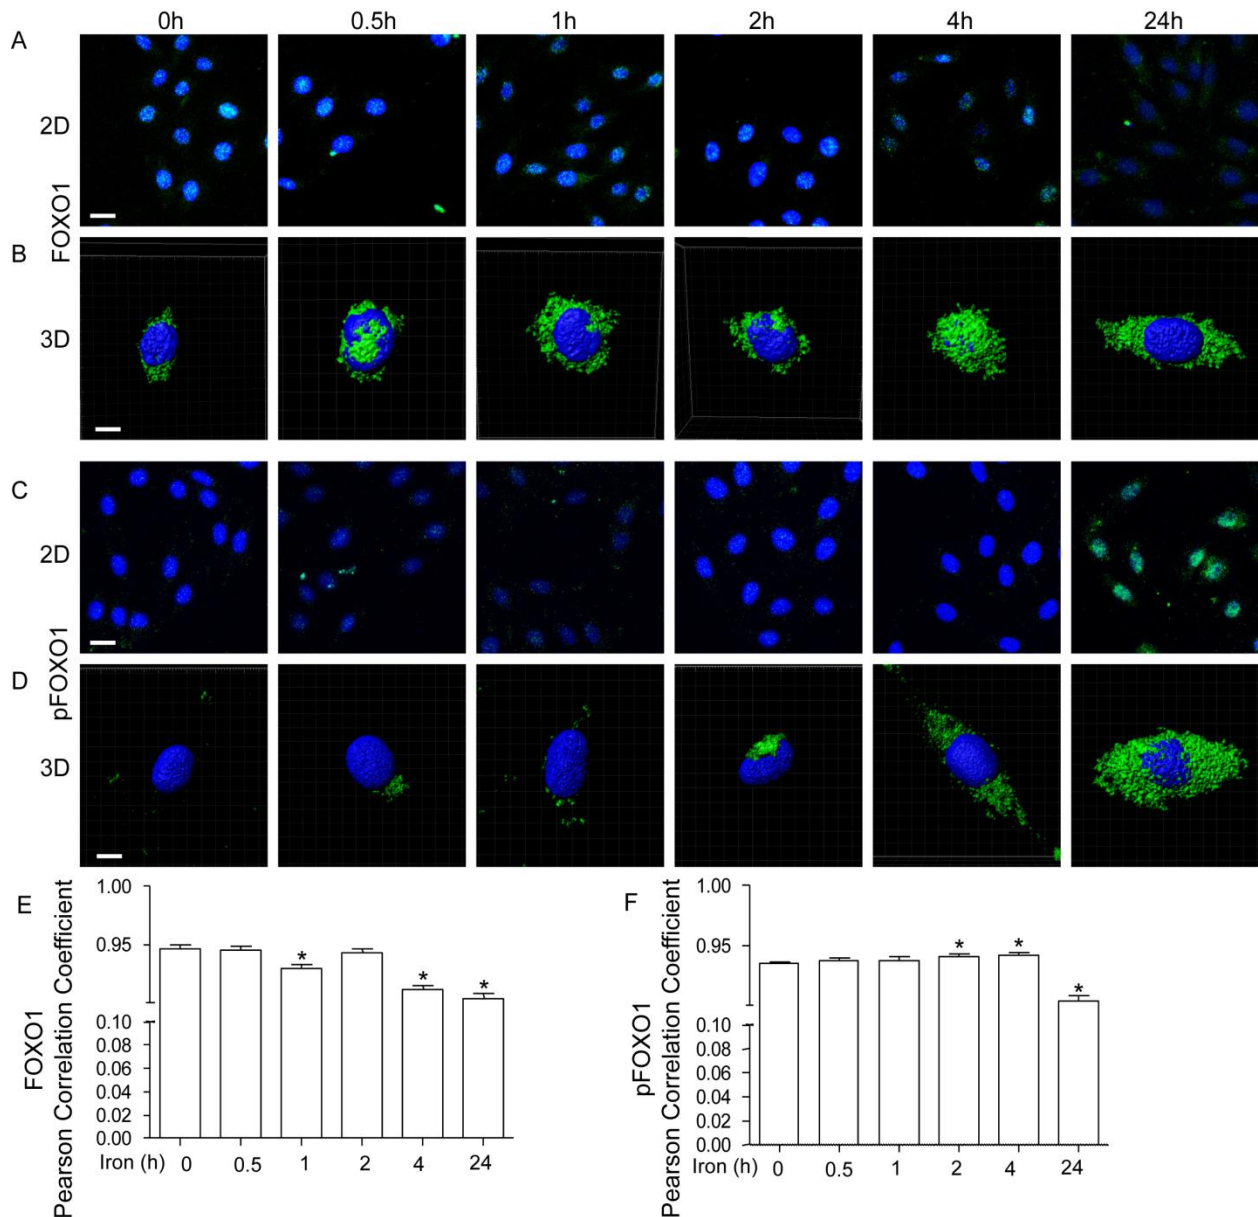 0h 0.5h 1h 2h 4h 24h
A
2D
FOXO1
B
3D
C
2D
pFOXO1
D
3D
E
FOXO1
Pearson Correlation Coefficient
1.00
0.95
0.10
0.08
0.06
0.04
0.02
0.00
* * *
Iron (h) 0 0.5 1 2 4 24
F
pFOXO1
Pearson Correlation Coefficient
1.00
0.95
0.10
0.08
0.06
0.04
0.02
0.00
* * *
Iron (h) 0 0.5 1 2 4 24